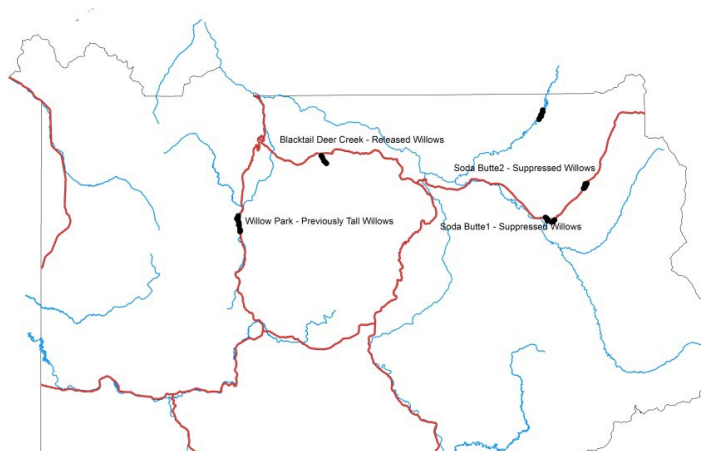 Blacktail Deer Creek - Released Willows
Soda Butte2 - Suppressed Willows
Willow Park - Previously Tall Willows
Soda Butte1 - Suppressed Willows